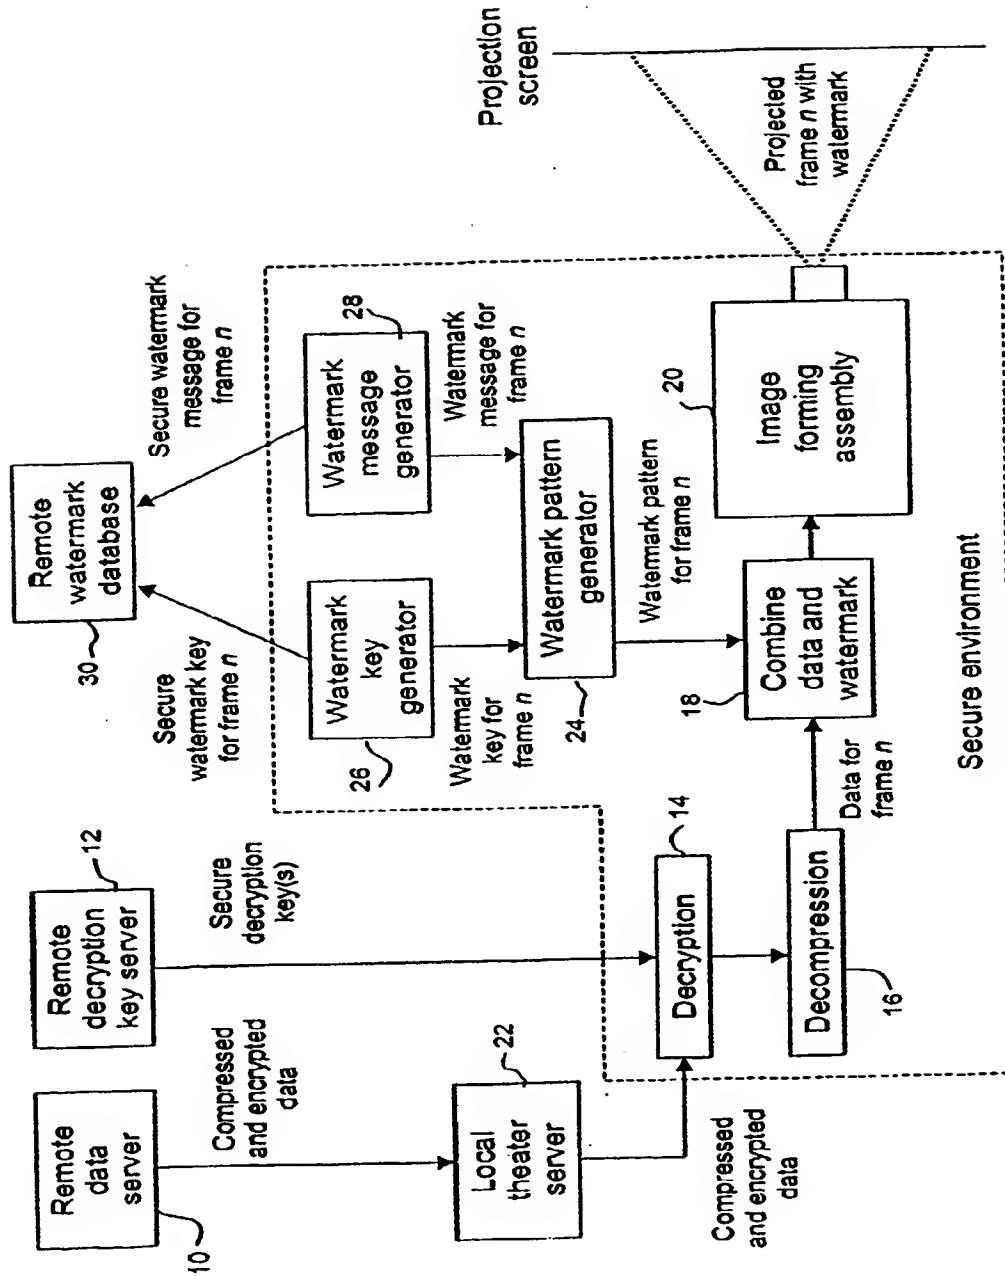 Remote
data
server
10
Compressed
and encrypted
data
Remote
decryption
key server
12
Secure
decryption
key(s)
Local
theater
server
22
Compressed
and encrypted
data
Decryption
14
Decompression
16
Data for
frame n
30
Remote
watermark
database
Secure
watermark key
for frame n
Secure watermark
message for
frame n
Watermark
key
generator
26
Watermark
message
generator
28
Watermark
key for
frame n
Watermark
message for
frame n
Watermark pattern
generator
24
Watermark pattern
for frame n
18
Combine
data and
watermark
20
Image
forming
assembly
Secure environment
Projection
screen
Projected
frame n with
watermark